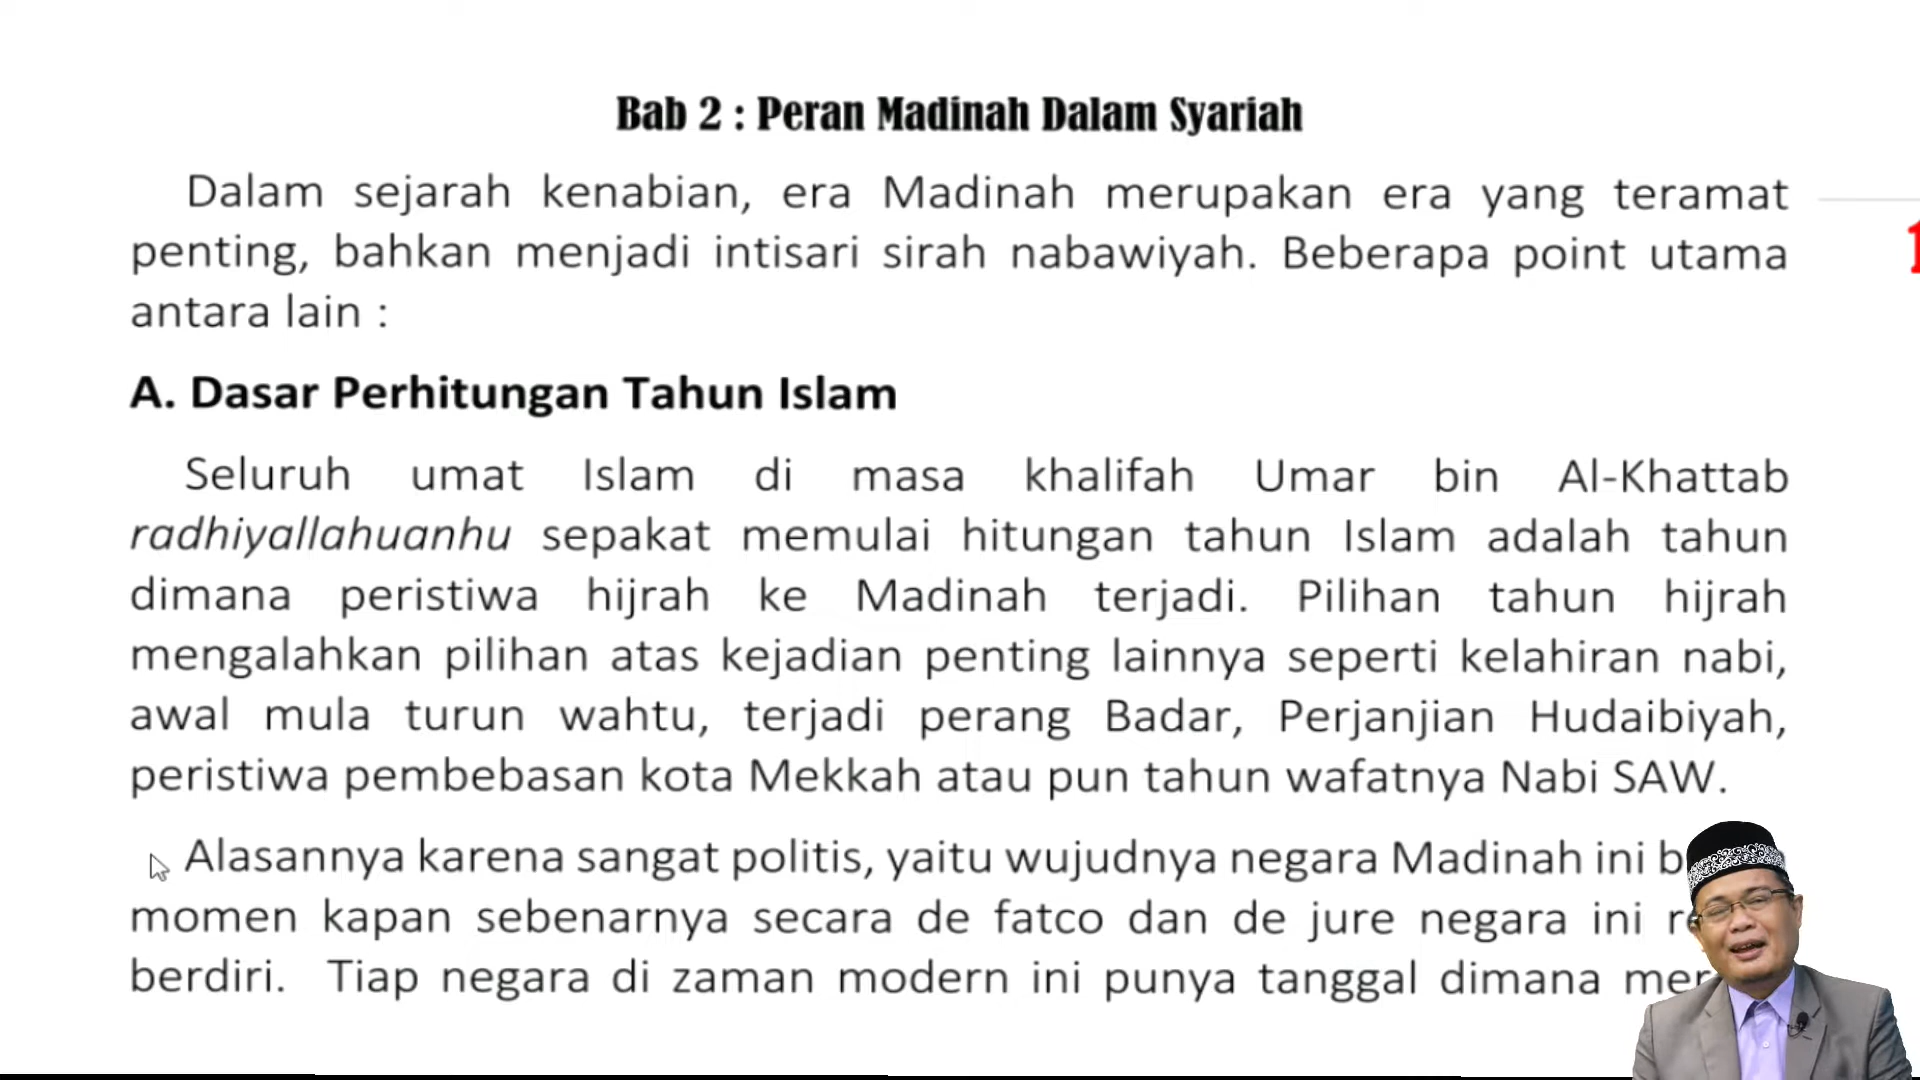 Bab 2 : Peran Madinah Dalam Syariah
Dalam sejarah kenabian, era Madinah merupakan era yang teramat
penting, bahkan menjadi intisari sirah nabawiyah. Beberapa point utama
antara lain :
A. Dasar Perhitungan Tahun Islam
Seluruh umat Islam di masa khalifah Umar bin Al-Khattab
radhiyallahuanhu sepakat memulai hitungan tahun Islam adalah tahun
dimana peristiwa hijrah ke Madinah terjadi. Pilihan tahun hijrah
mengalahkan pilihan atas kejadian penting lainnya seperti kelahiran nabi,
awal mula turun wahtu, terjadi perang Badar, Perjanjian Hudaibiyah,
peristiwa pembebasan kota Mekkah atau pun tahun wafatnya Nabi SAW.
Alasannya karena sangat politis, yaitu wujudnya negara Madinah ini
momen kapan sebenarnya secara de fatco dan de jure negara ini
berdiri. Tiap negara di zaman modern ini punya tanggal dimana